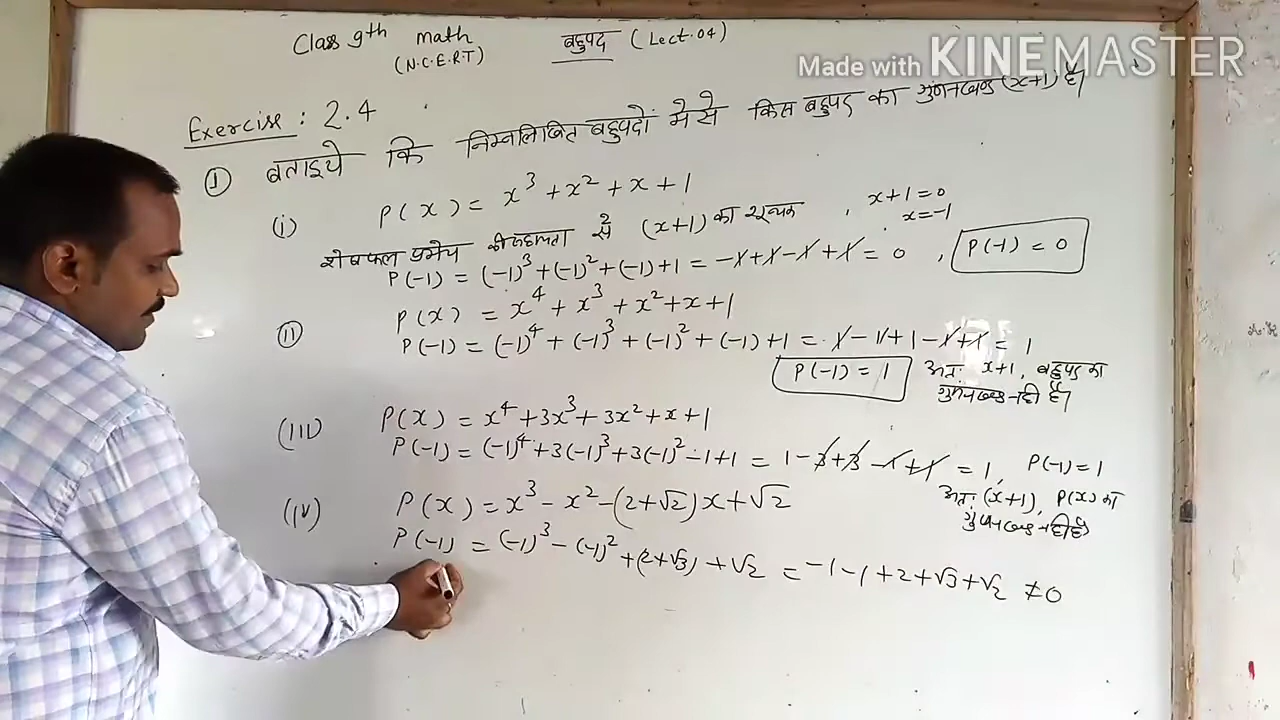 Class 9th math बहुपद (Lect. 04)
(N.C.E.R.T)
Made with KINEMASTER
Exercise : 2.4
① बताइये कि निम्नलिखित बहुपदों मे से किस बहुपद का गुणनखण्ड (x+1) है।
(i) P(x) = x³ + x² + x + 1
शेषफल प्रमेय की सहायता से (x+1) का शून्यक , x+1=0
x=-1
P(-1) = (-1)³ + (-1)² + (-1) + 1 = -1+1-1+1 = 0 , P(-1) = 0
(ii) P(x) = x⁴ + x³ + x² + x + 1
P(-1) = (-1)⁴ + (-1)³ + (-1)² + (-1) + 1 = 1-1+1-1+1 = 1
P(-1) = 1 अतः x+1, बहुपद का
गुणनखण्ड नही है।
(iii) P(x) = x⁴ + 3x³ + 3x² + x + 1
P(-1) = (-1)⁴ + 3(-1)³ + 3(-1)² - 1 + 1 = 1-3+3-1+1 = 1, P(-1) = 1
अतः (x+1), P(x) का
गुणनखण्ड नही है
(iv) P(x) = x³ - x² - (2+√2)x + √2
P(-1) = (-1)³ - (-1)² + (2+√3) + √2 = -1-1+2+√3+√2 ≠ 0